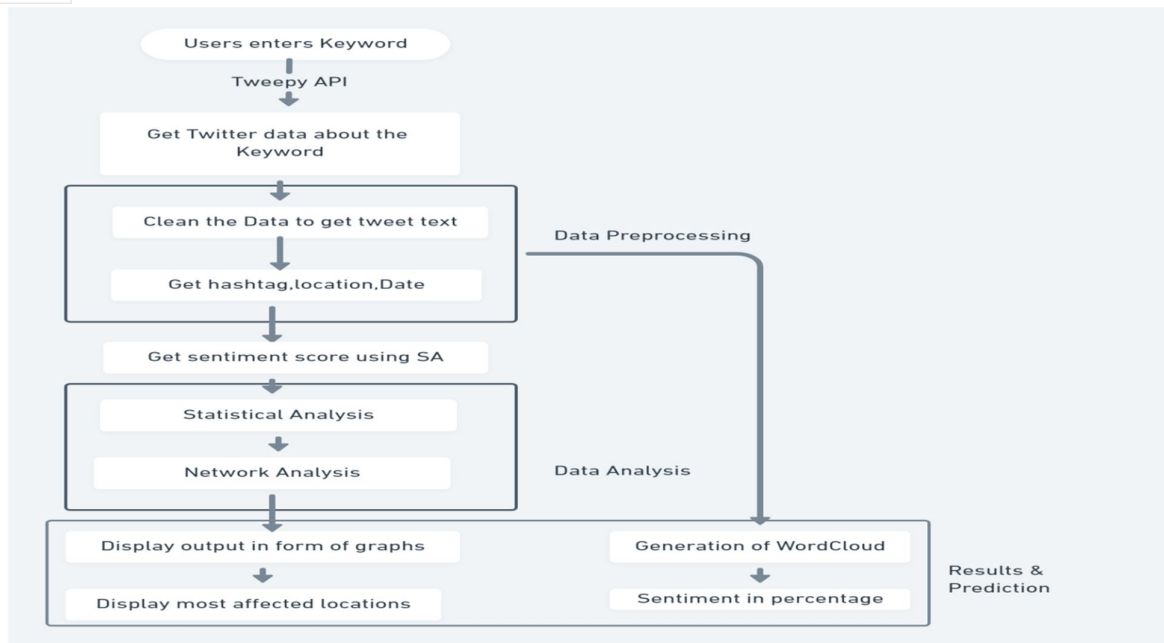 Users enters Keyword
Tweepy API
Get Twitter data about the
Keyword
Clean the Data to get tweet text
Data Preprocessing
Get hashtag,location,Date
Get sentiment score using SA
Statistical Analysis
Network Analysis
Data Analysis
Display output in form of graphs
Generation of WordCloud
Results &
Prediction
Display most affected locations
Sentiment in percentage